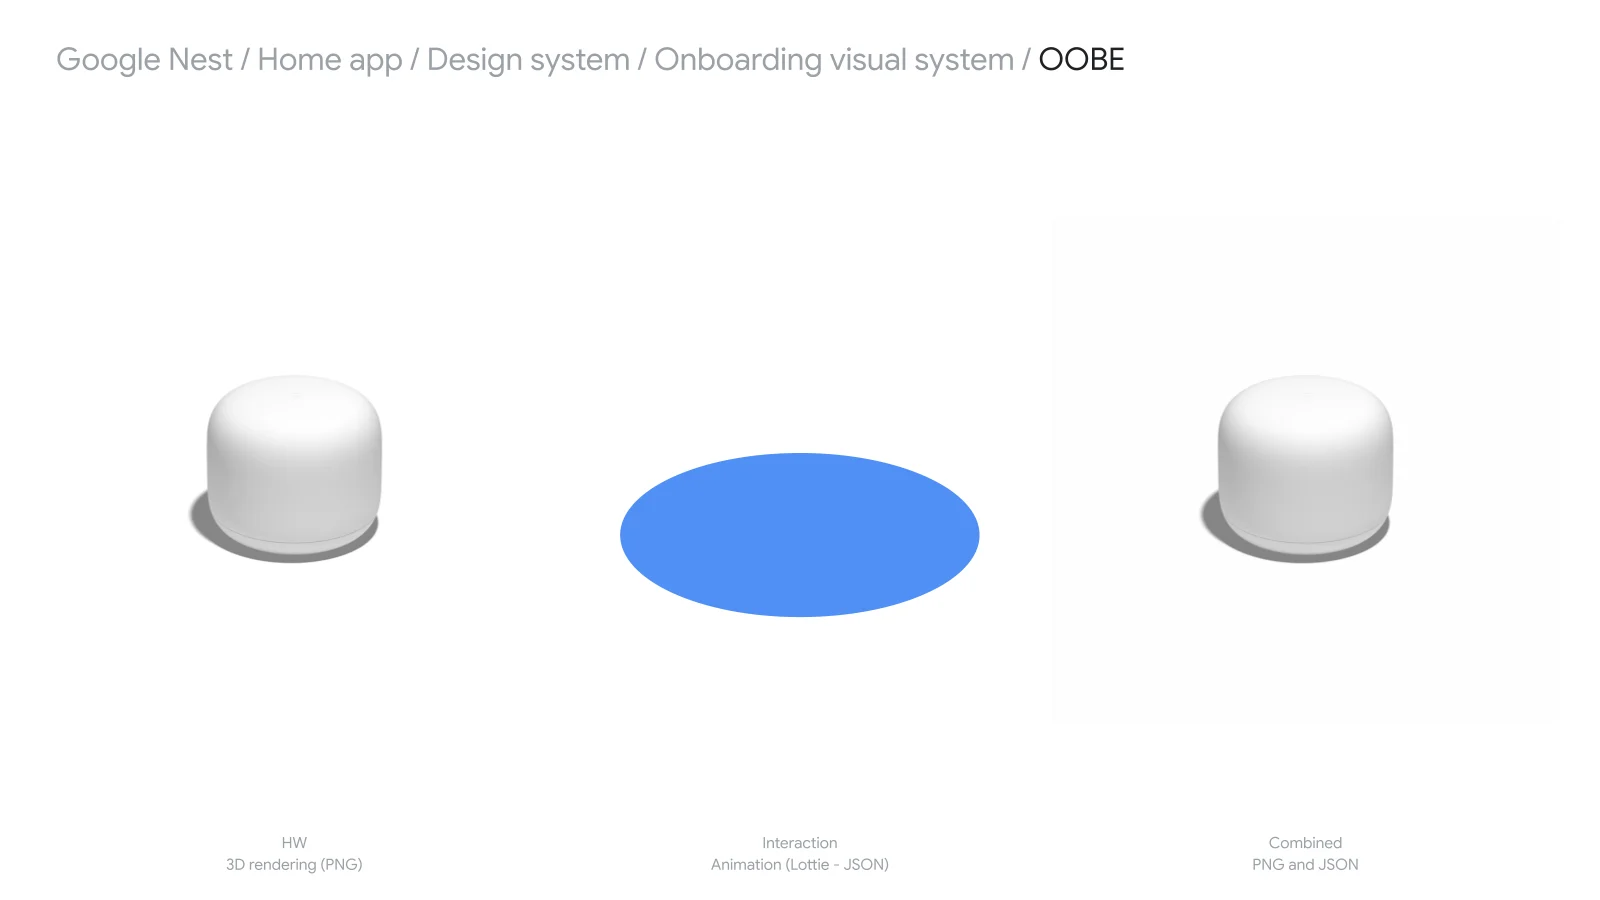 Google Nest / Home app / Design system / Onboarding visual system / OOBE
HW
3D rendering (PNG)
Interaction
Animation (Lottie - JSON)
Combined
PNG and JSON